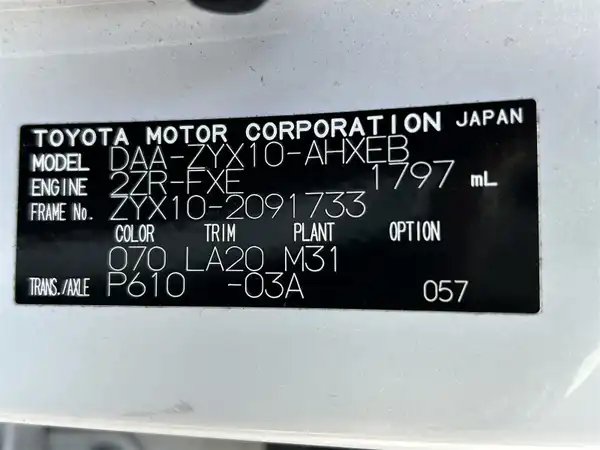 TOYOTA MOTOR CORPORATION JAPAN
MODEL DAA-ZYX10-AHXEB
ENGINE 2ZR-FXE 1797 mL
FRAME No. ZYX10-2091733
COLOR TRIM PLANT OPTION
070 LA20 M31
TRANS./AXLE P610 -03A 057